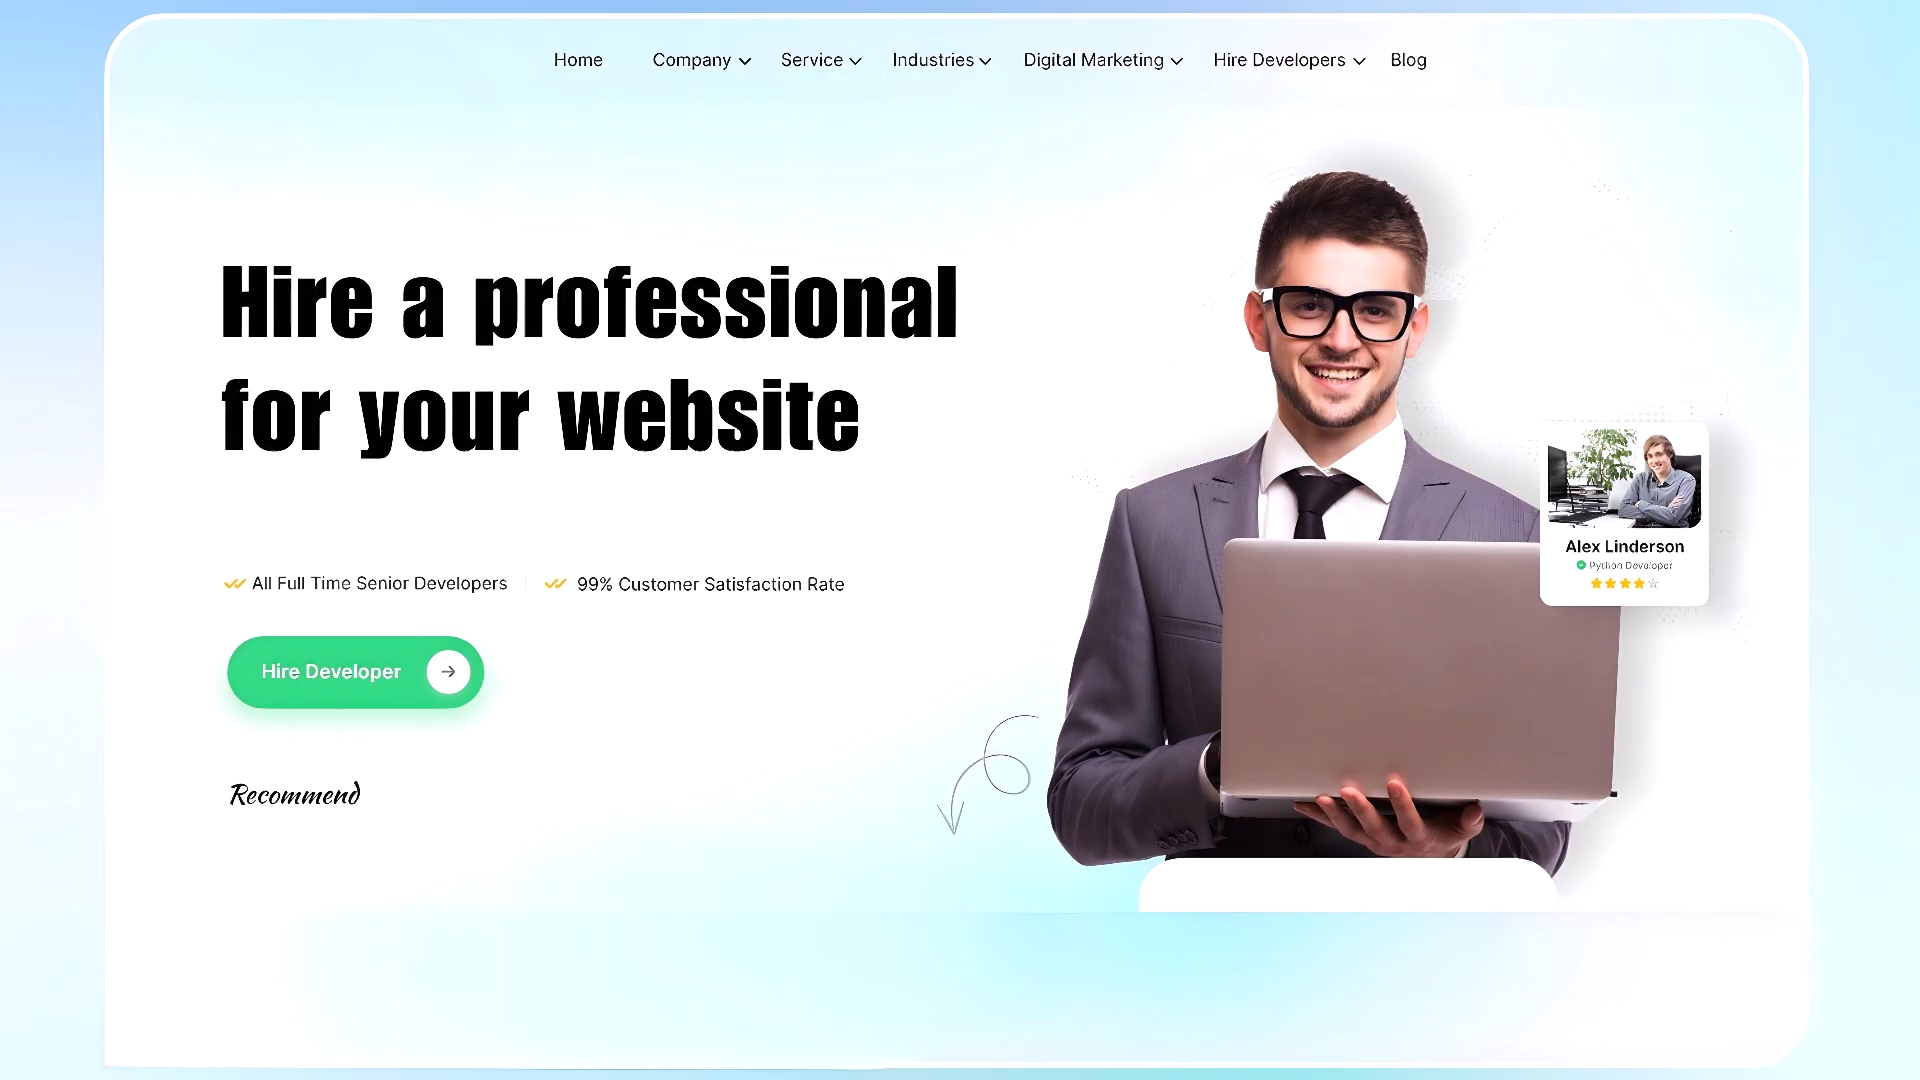 Home Company Service Industries Digital Marketing Hire Developers Blog
Hire a professional
for your website
All Full Time Senior Developers 99% Customer Satisfaction Rate
Hire Developer
Recommend
Alex Linderson
Python Developer